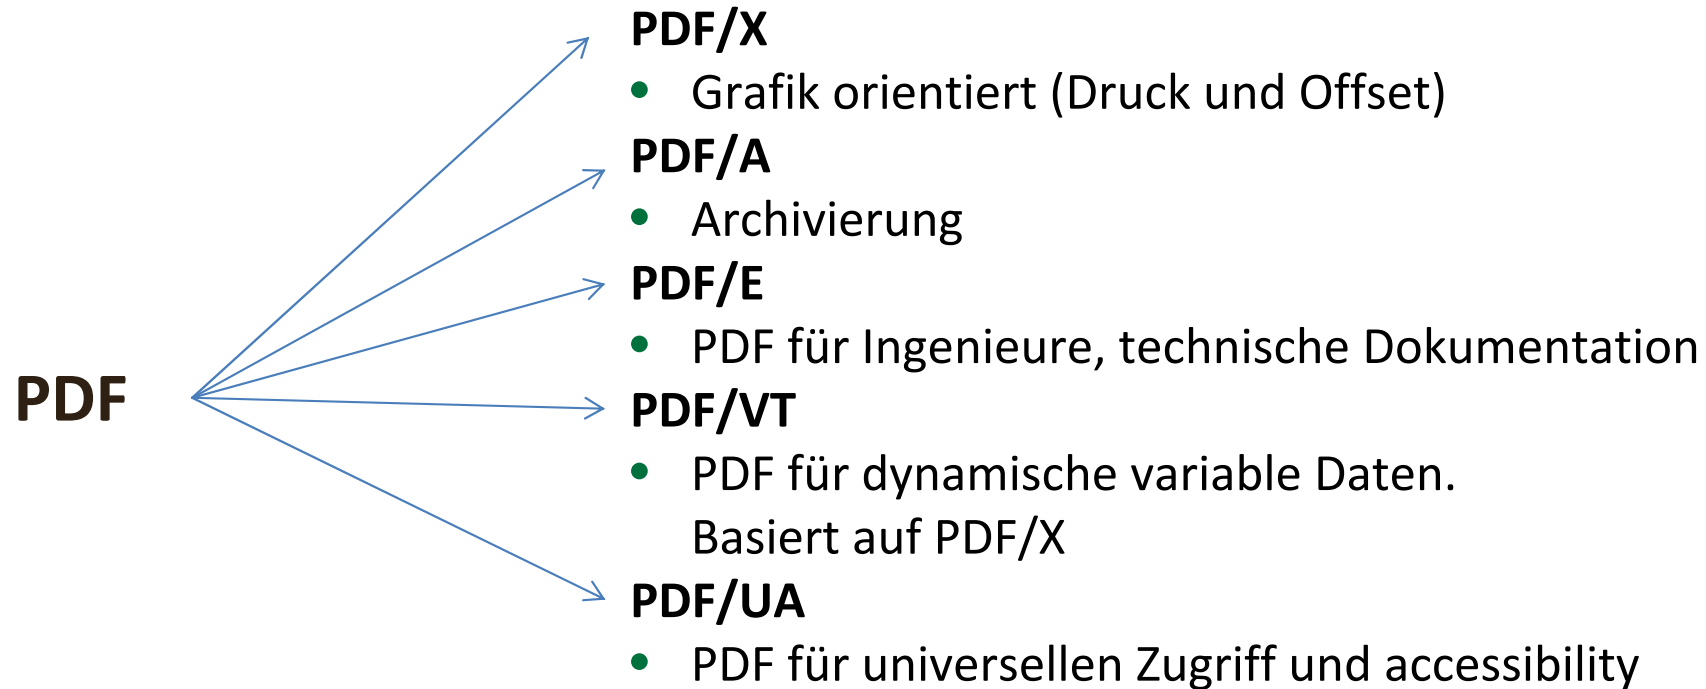 PDF/X
• Grafik orientiert (Druck und Offset)
PDF/A
• Archivierung
PDF/E
• PDF für Ingenieure, technische Dokumentation
PDF
PDF/VT
• PDF für dynamische variable Daten.
Basiert auf PDF/X
PDF/UA
• PDF für universellen Zugriff und accessibility